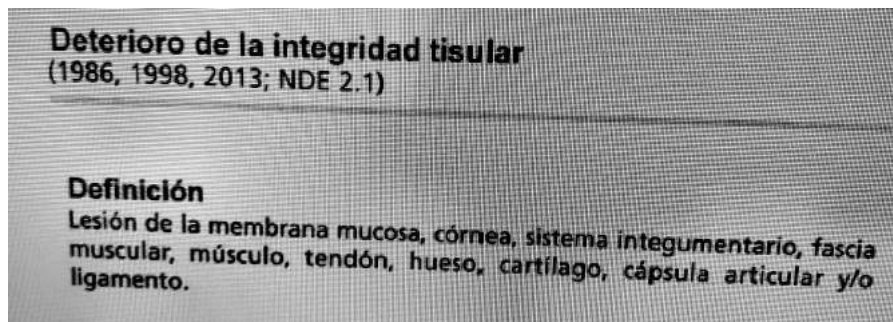 Deterioro de la integridad tisular
(1986, 1998, 2013; NDE 2.1)
Definición
Lesión de la membrana mucosa, córnea, sistema integumentario, fascia
muscular, músculo, tendón, hueso, cartílago, cápsula articular y/o
ligamento.